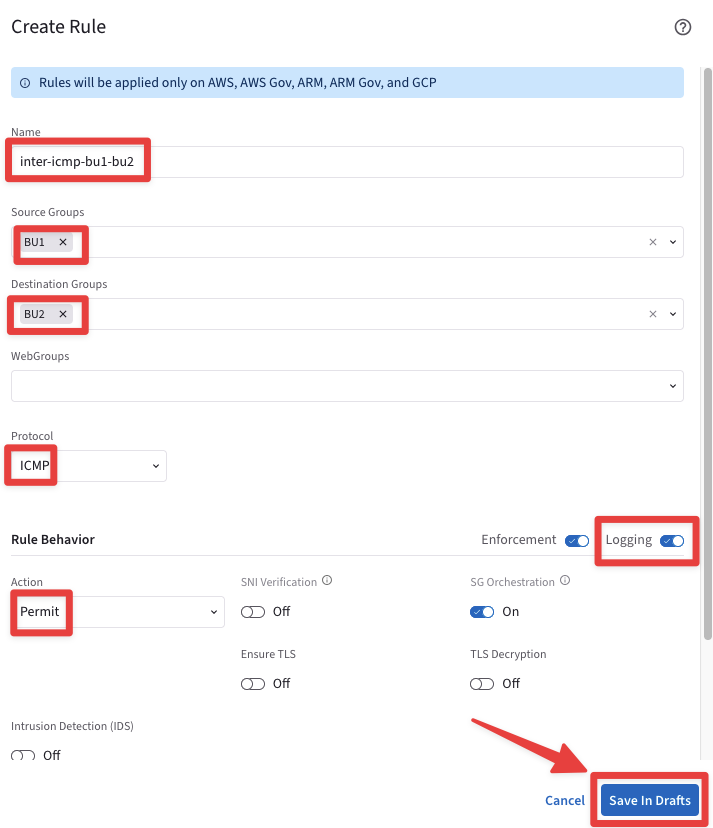 Create Rule
Rules will be applied only on AWS, AWS Gov, ARM, ARM Gov, and GCP
Name
inter-icmp-bu1-bu2
Source Groups
BU1
Destination Groups
BU2
WebGroups
Protocol
ICMP
Rule Behavior Enforcement Logging
Action SNI Verification SG Orchestration
Permit Off On
Ensure TLS TLS Decryption
Off Off
Intrusion Detection (IDS)
Off
Cancel Save In Drafts